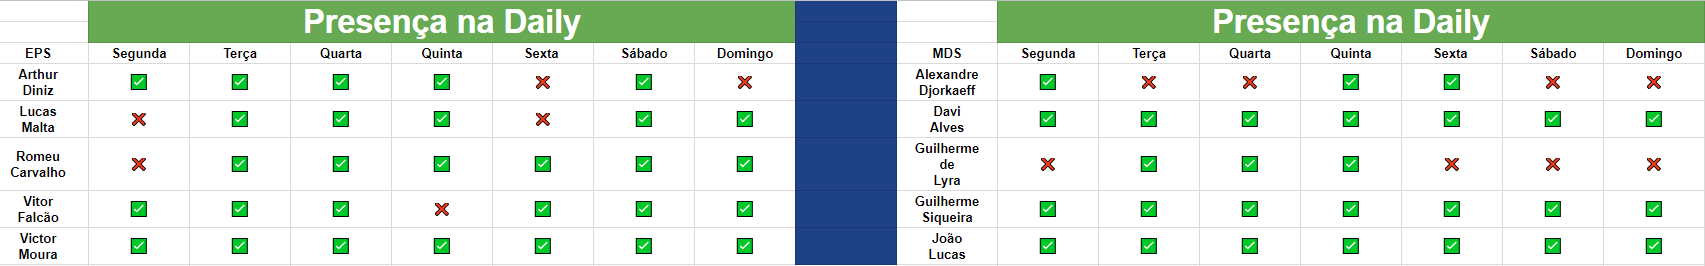 Presença na Daily
EPS Segunda Terça Quarta Quinta Sexta Sábado Domingo
Arthur
Diniz
Lucas
Malta
Romeu
Carvalho
Vitor
Falcão
Victor
Moura
Presença na Daily
MDS Segunda Terça Quarta Quinta Sexta Sábado Domingo
Alexandre
Djorkaeff
Davi
Alves
Guilherme
de
Lyra
Guilherme
Siqueira
João
Lucas